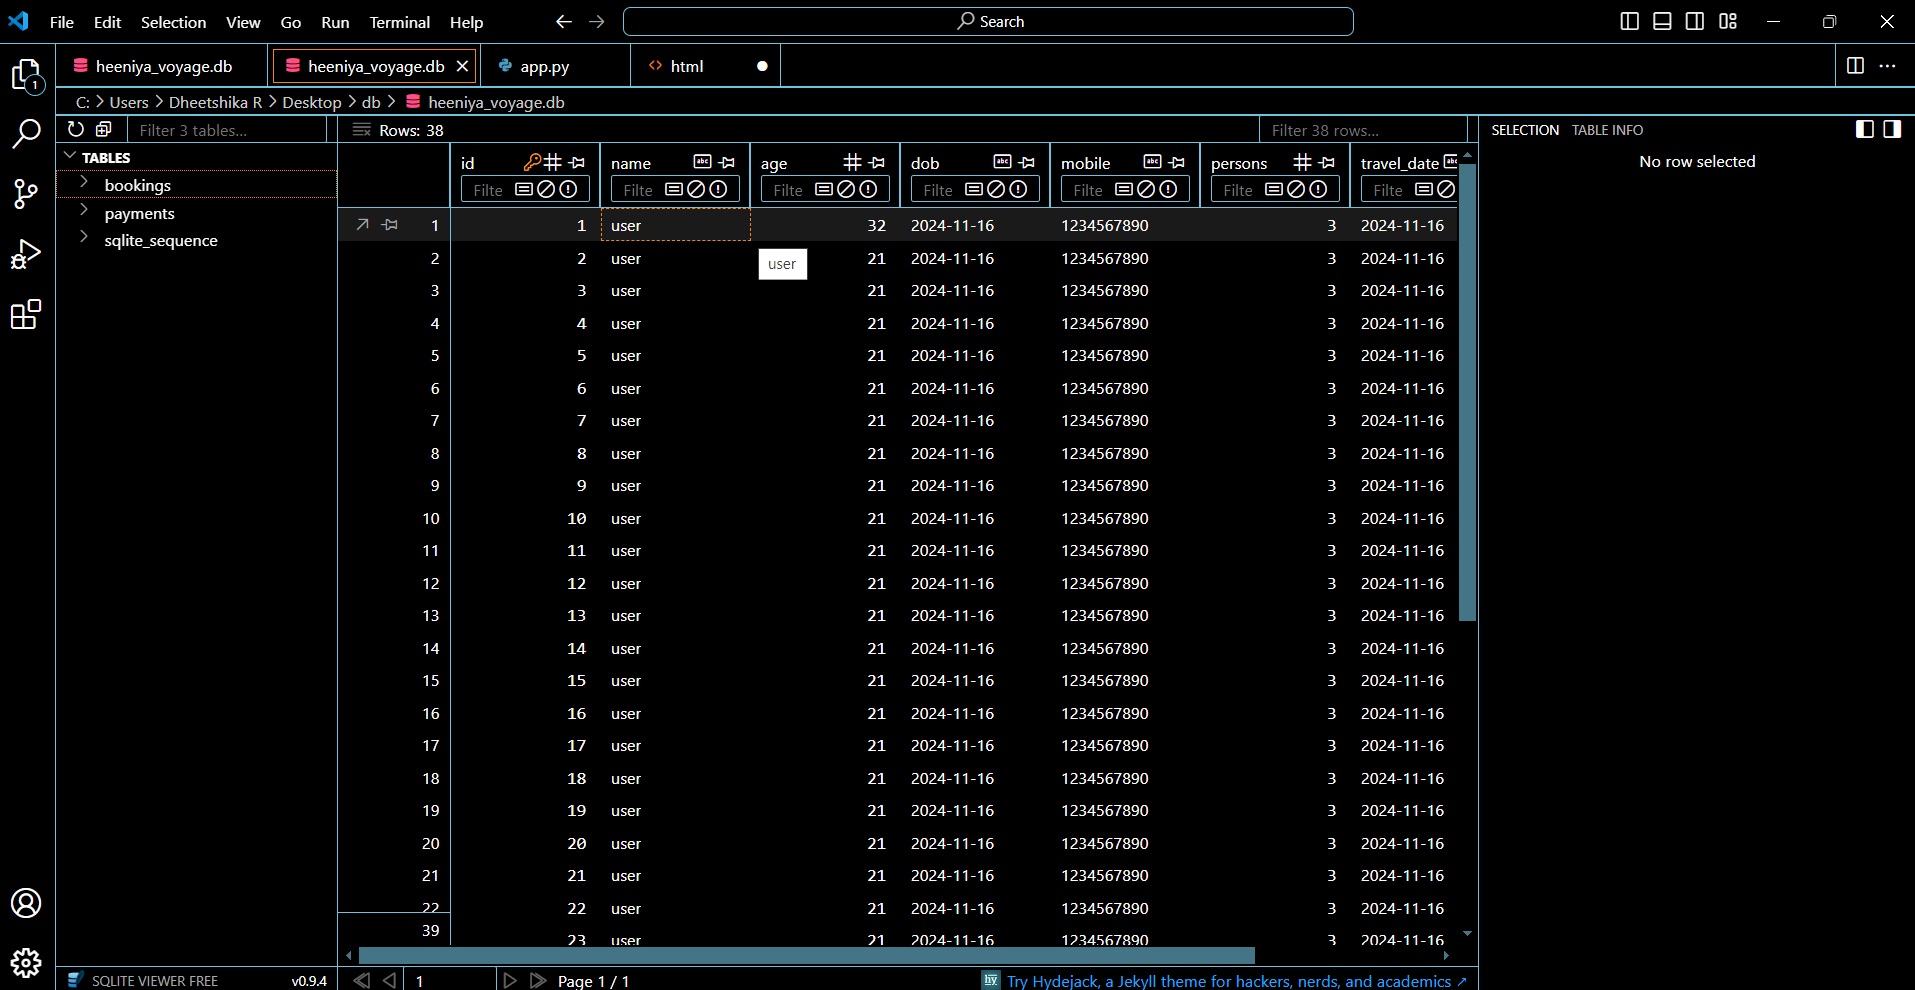 File Edit Selection View Go Run Terminal Help Search
1
heeniya_voyage.db heeniya_voyage.db app.py html
C: > Users > Dheetshika R > Desktop > db > heeniya_voyage.db
Filter 3 tables... Rows: 38 Filter 38 rows... SELECTION TABLE INFO
TABLES
bookings
payments
sqlite_sequence
No row selected
id name age dob mobile persons travel_date
Filte Filte Filte Filte Filte Filte Filte
1 1 user 32 2024-11-16 1234567890 3 2024-11-16
user
2 2 user 21 2024-11-16 1234567890 3 2024-11-16
3 3 user 21 2024-11-16 1234567890 3 2024-11-16
4 4 user 21 2024-11-16 1234567890 3 2024-11-16
5 5 user 21 2024-11-16 1234567890 3 2024-11-16
6 6 user 21 2024-11-16 1234567890 3 2024-11-16
7 7 user 21 2024-11-16 1234567890 3 2024-11-16
8 8 user 21 2024-11-16 1234567890 3 2024-11-16
9 9 user 21 2024-11-16 1234567890 3 2024-11-16
10 10 user 21 2024-11-16 1234567890 3 2024-11-16
11 11 user 21 2024-11-16 1234567890 3 2024-11-16
12 12 user 21 2024-11-16 1234567890 3 2024-11-16
13 13 user 21 2024-11-16 1234567890 3 2024-11-16
14 14 user 21 2024-11-16 1234567890 3 2024-11-16
15 15 user 21 2024-11-16 1234567890 3 2024-11-16
16 16 user 21 2024-11-16 1234567890 3 2024-11-16
17 17 user 21 2024-11-16 1234567890 3 2024-11-16
18 18 user 21 2024-11-16 1234567890 3 2024-11-16
19 19 user 21 2024-11-16 1234567890 3 2024-11-16
20 20 user 21 2024-11-16 1234567890 3 2024-11-16
21 21 user 21 2024-11-16 1234567890 3 2024-11-16
22 22 user 21 2024-11-16 1234567890 3 2024-11-16
39 23 user 21 2024-11-16 1234567890 3 2024-11-16
SQLITE VIEWER FREE v0.9.4 1 Page 1 / 1 hy Try Hydejack, a Jekyll theme for hackers, nerds, and academics ↗